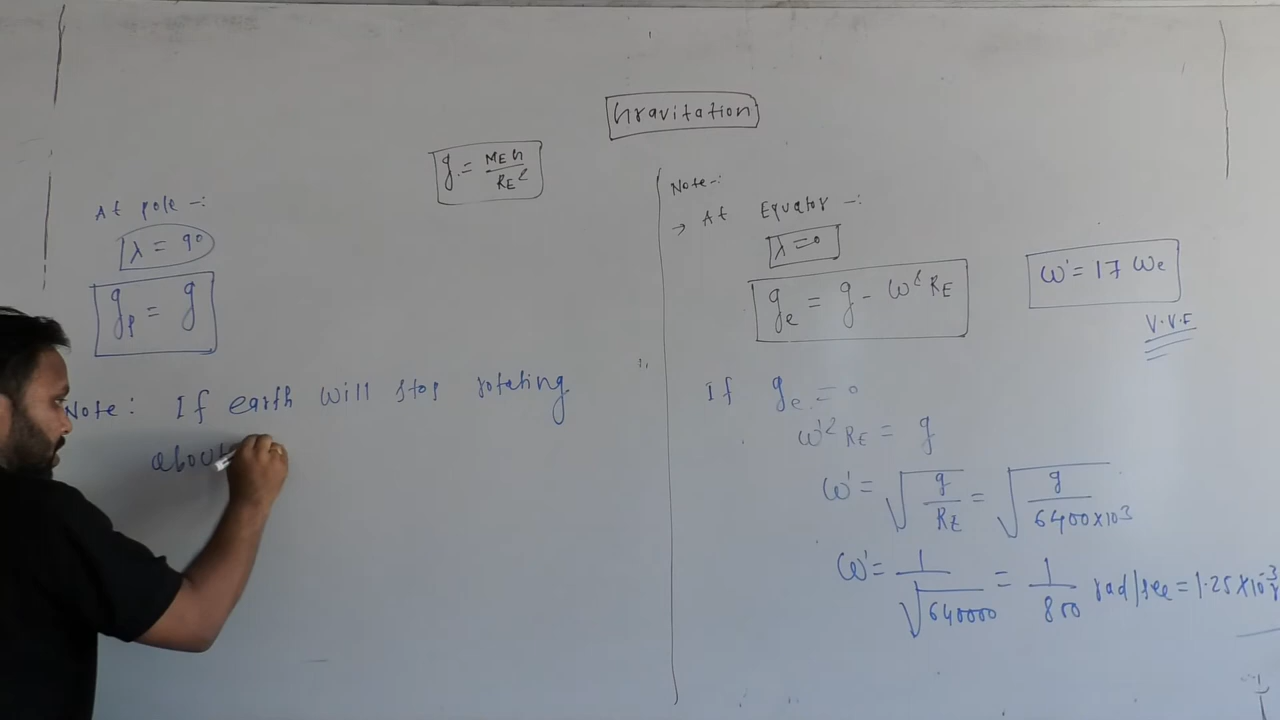 Gravitation
g = MEG/RE²
At pole -:
λ = 90
gp = g
Note: If earth will stop rotating
about
Note -:
→ At Equator -:
λ = 0
ge = g - ω² RE
ω' = 17 ωe
If ge = 0
ω'² RE = g
ω' = √(g/RE) = √(g/6400×10³)
ω' = 1/√640000 = 1/800 rad/sec = 1.25×10⁻³